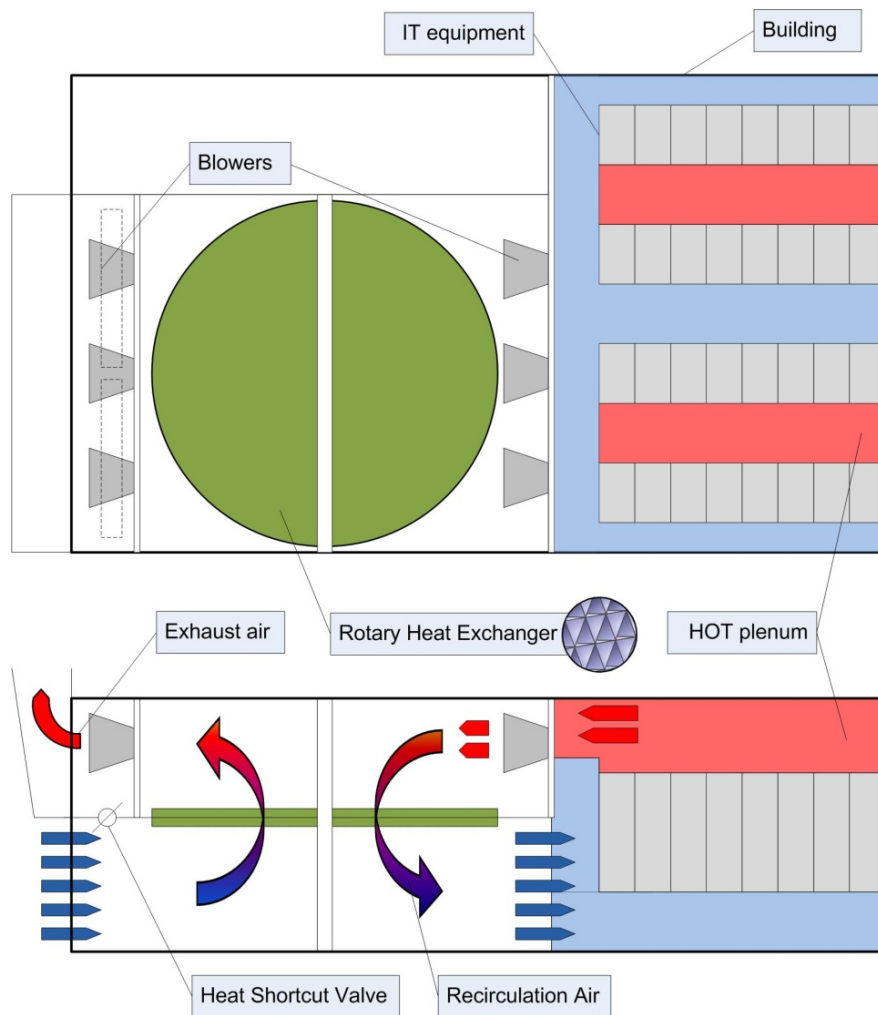 IT equipment
Building
Blowers
Exhaust air
Rotary Heat Exchanger
HOT plenum
Heat Shortcut Valve
Recirculation Air